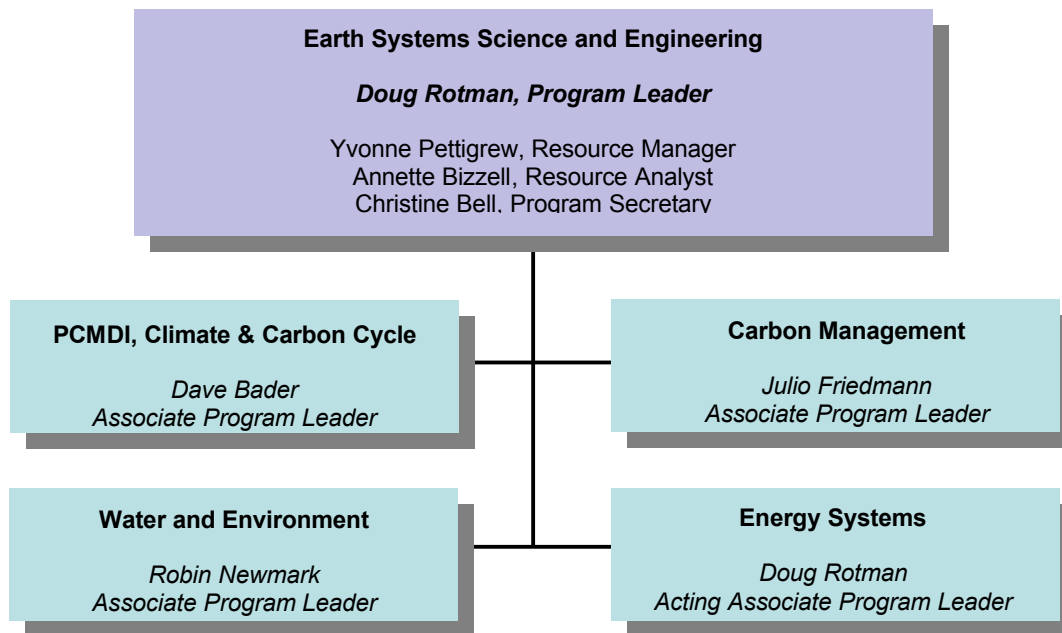 Earth Systems Science and Engineering
Doug Rotman, Program Leader
Yvonne Pettigrew, Resource Manager
Annette Bizzell, Resource Analyst
Christine Bell, Program Secretary
PCMDI, Climate & Carbon Cycle
Dave Bader
Associate Program Leader
Carbon Management
Julio Friedmann
Associate Program Leader
Water and Environment
Robin Newmark
Associate Program Leader
Energy Systems
Doug Rotman
Acting Associate Program Leader